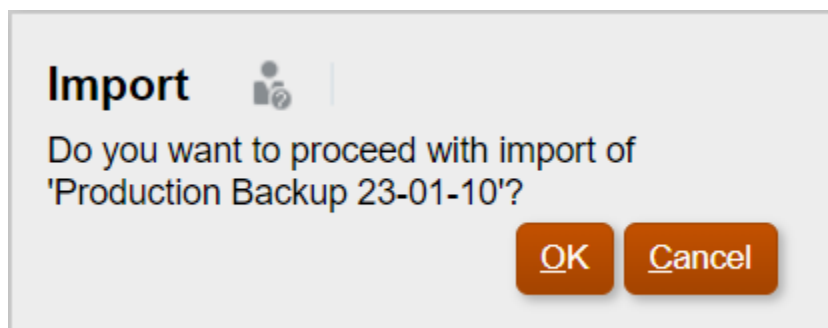 Import
Do you want to proceed with import of
'Production Backup 23-01-10'?
OK Cancel